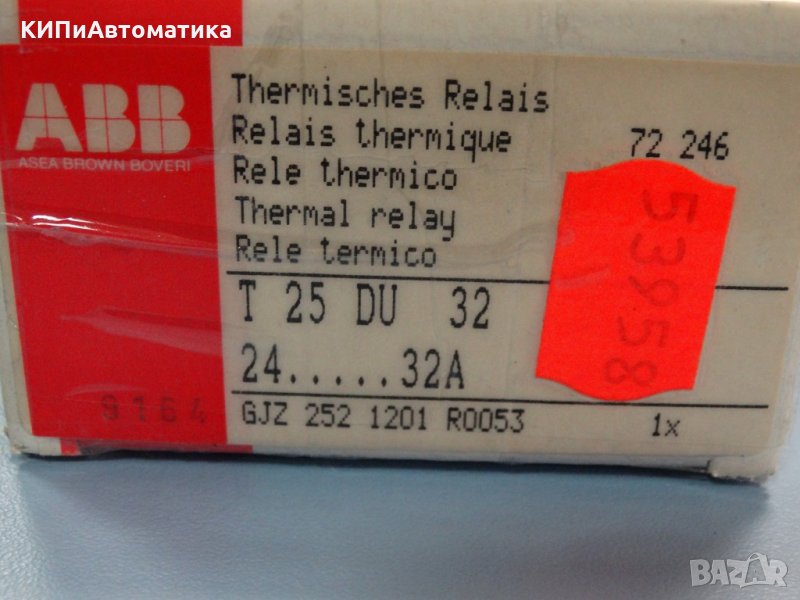 КИПиАвтоматика
ABB
ASEA BROWN BOVERI
Thermisches Relais
Relais thermique 72 246
Rele thermico
Thermal relay
Rele termico
T 25 DU 32
24.....32A
GJZ 252 1201 R0053 1x
9164
53958
BAZAR